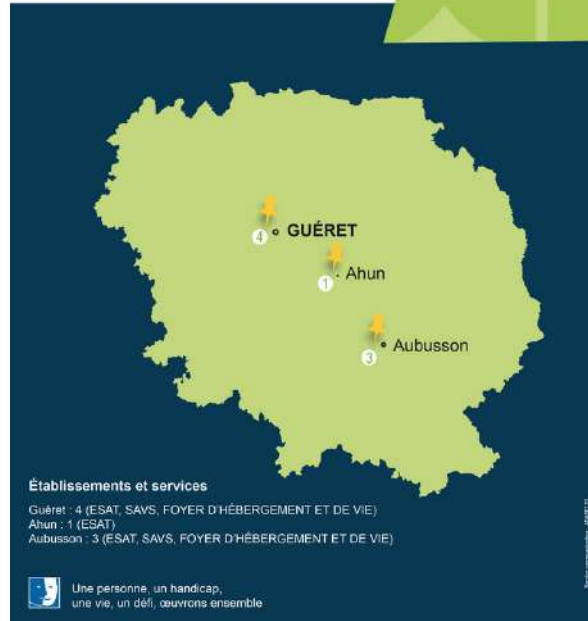 4
GUÉRET
1
Ahun
3
Aubusson
Établissements et services
Guéret : 4 (ESAT, SAVS, FOYER D'HÉBERGEMENT ET DE VIE)
Ahun : 1 (ESAT)
Aubusson : 3 (ESAT, SAVS, FOYER D'HÉBERGEMENT ET DE VIE)
Une personne, un handicap,
une vie, un défi, œuvrons ensemble